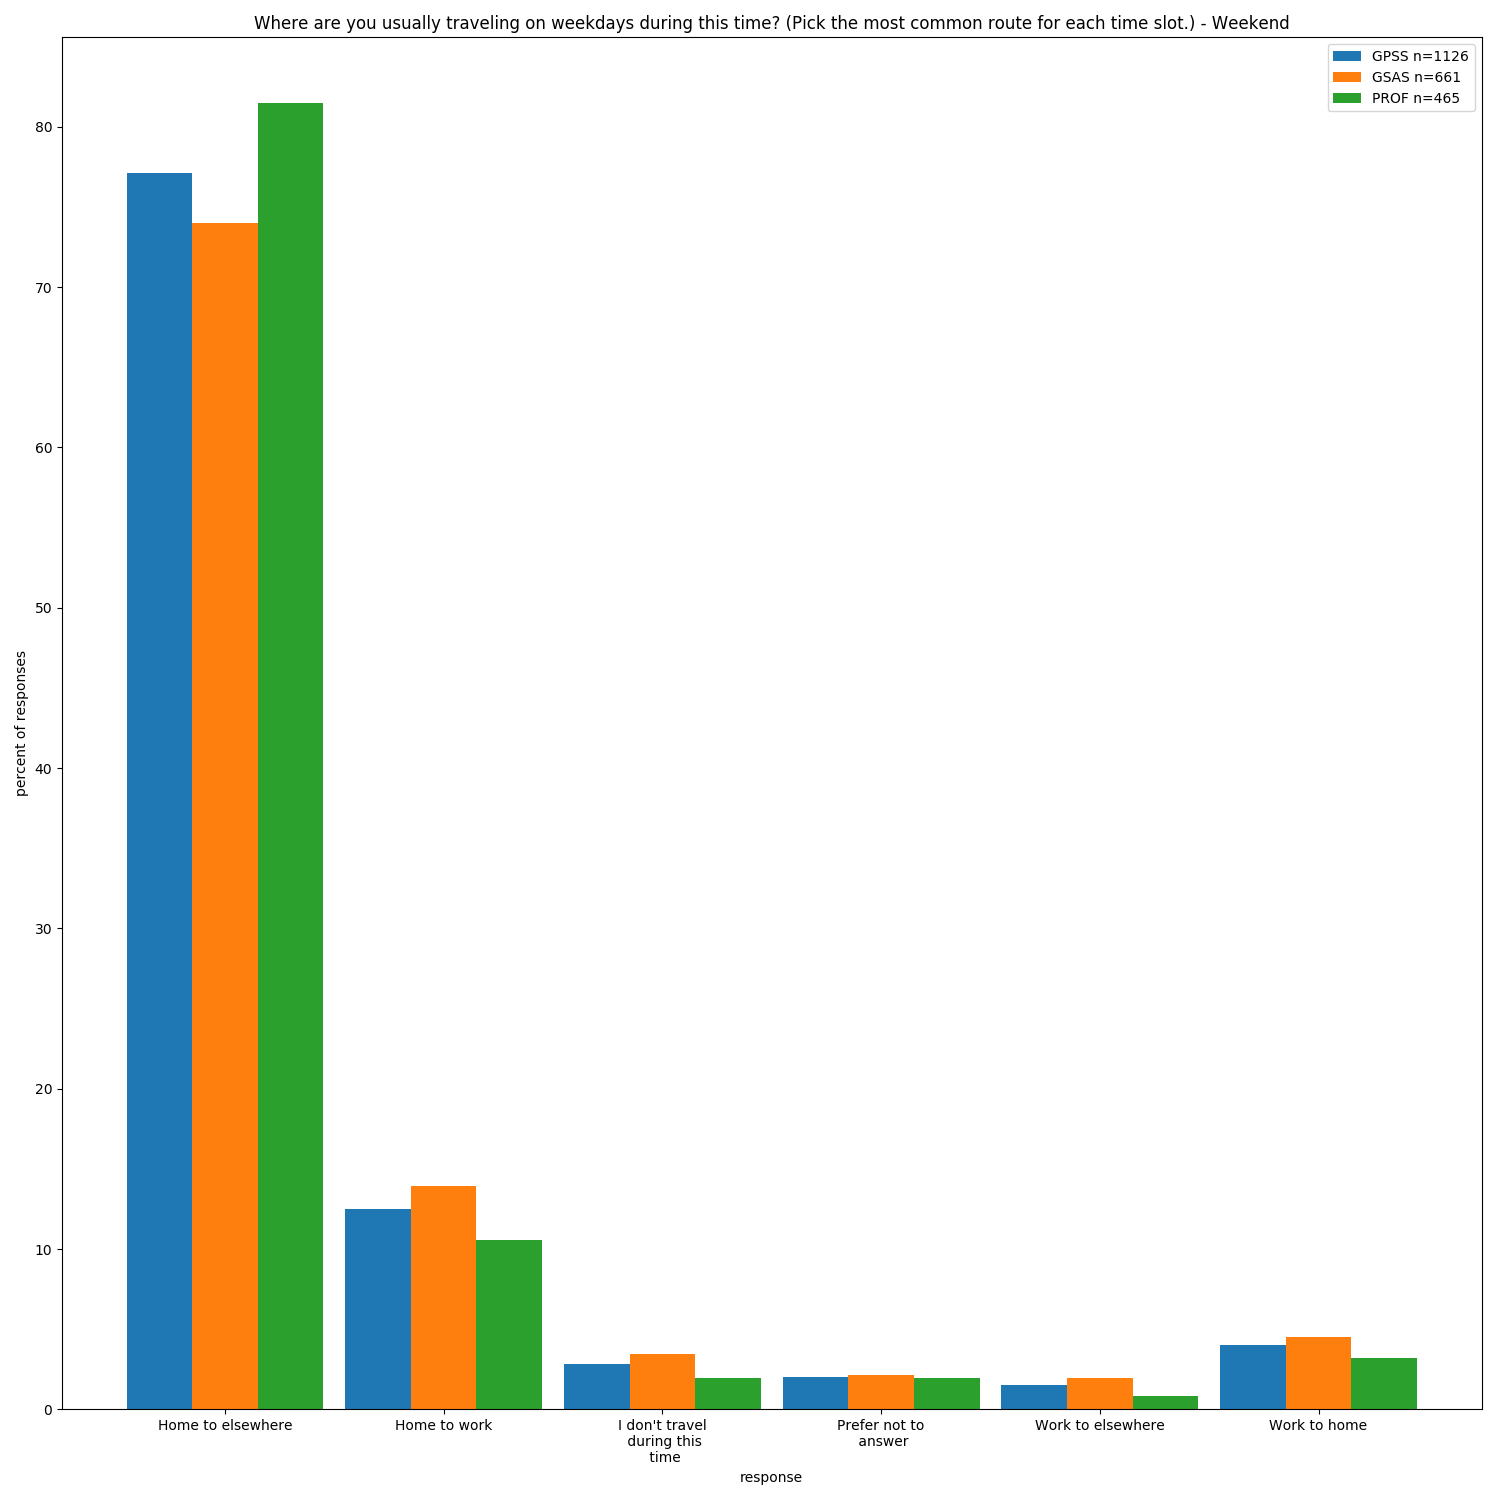 Where are you usually traveling on weekdays during this time? (Pick the most common route for each time slot.) - Weekend
GPSS n=1126
GSAS n=661
PROF n=465
percent of responses
80
70
60
50
40
30
20
10
0
Home to elsewhere
Home to work
I don't travel
during this
time
Prefer not to
answer
Work to elsewhere
Work to home
response